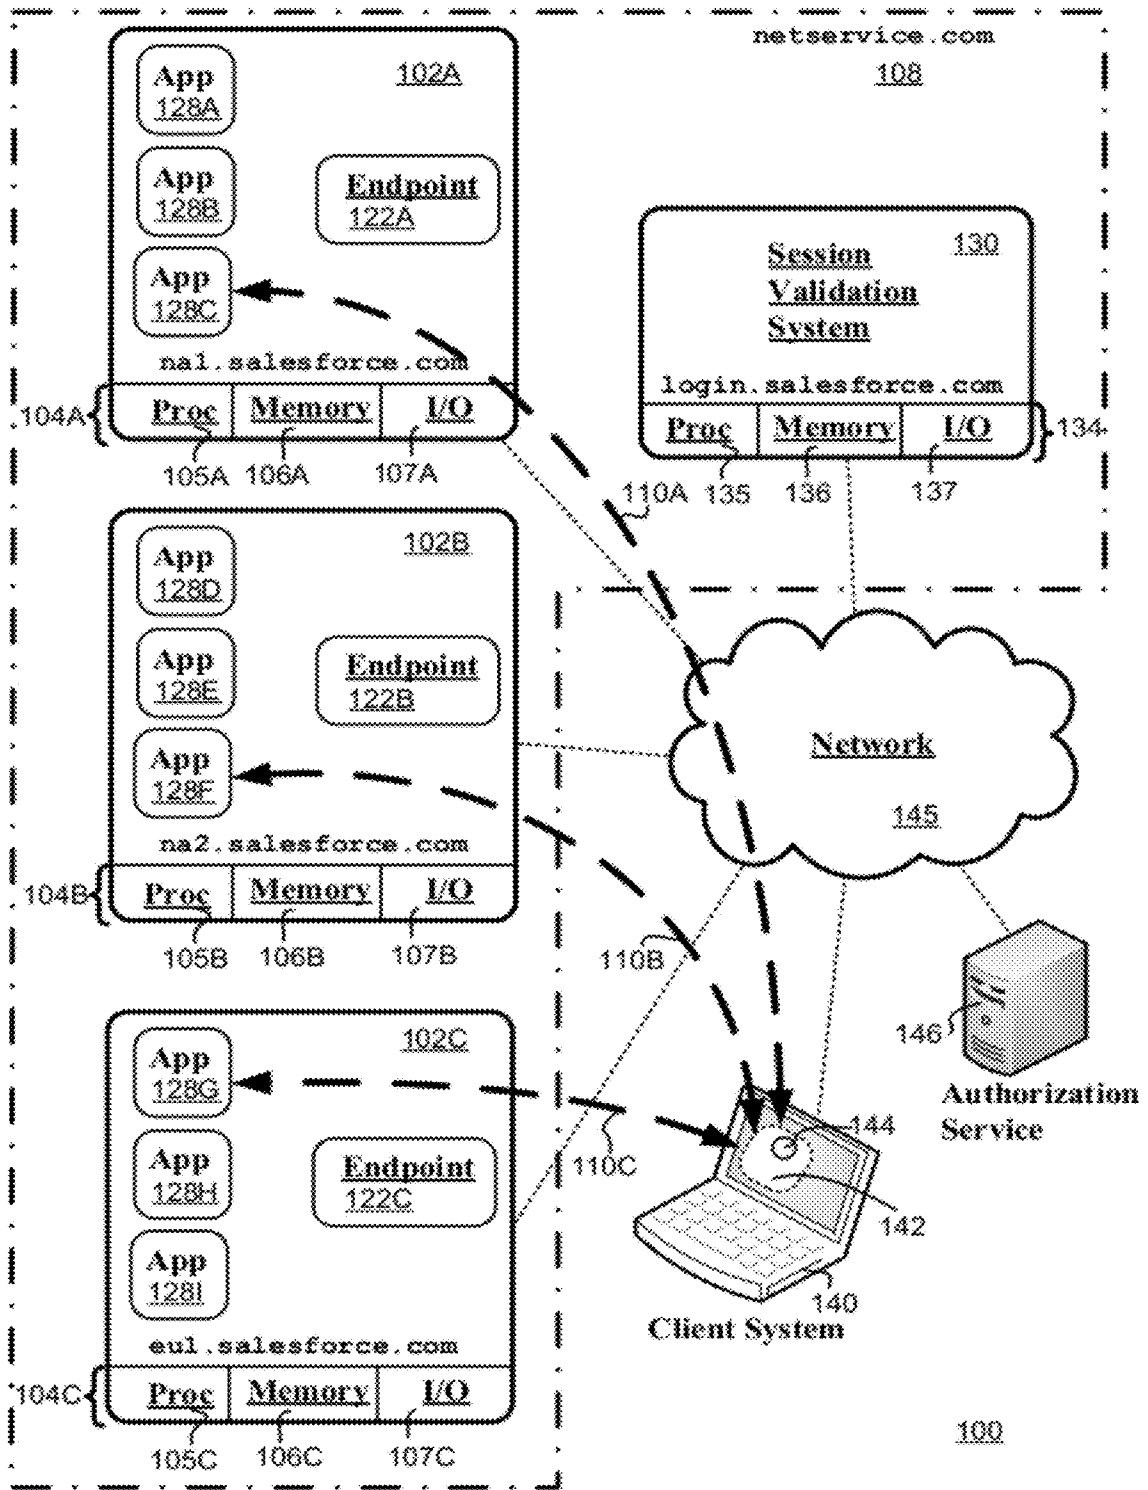 netservice.com
108
102A
App
128A
App
128B
Endpoint
122A
App
128C
na1.salesforce.com
104A
Proc
Memory
I/O
105A
106A
107A
130
Session
Validation
System
login.salesforce.com
Proc
Memory
I/O
134
135
136
137
110A
102B
App
128D
App
128E
Endpoint
122B
App
128F
na2.salesforce.com
104B
Proc
Memory
I/O
105B
106B
107B
110B
Network
145
146
Authorization
Service
102C
App
128G
App
128H
Endpoint
122C
App
128I
eu1.salesforce.com
104C
Proc
Memory
I/O
105C
106C
107C
110C
144
142
140
Client System
100